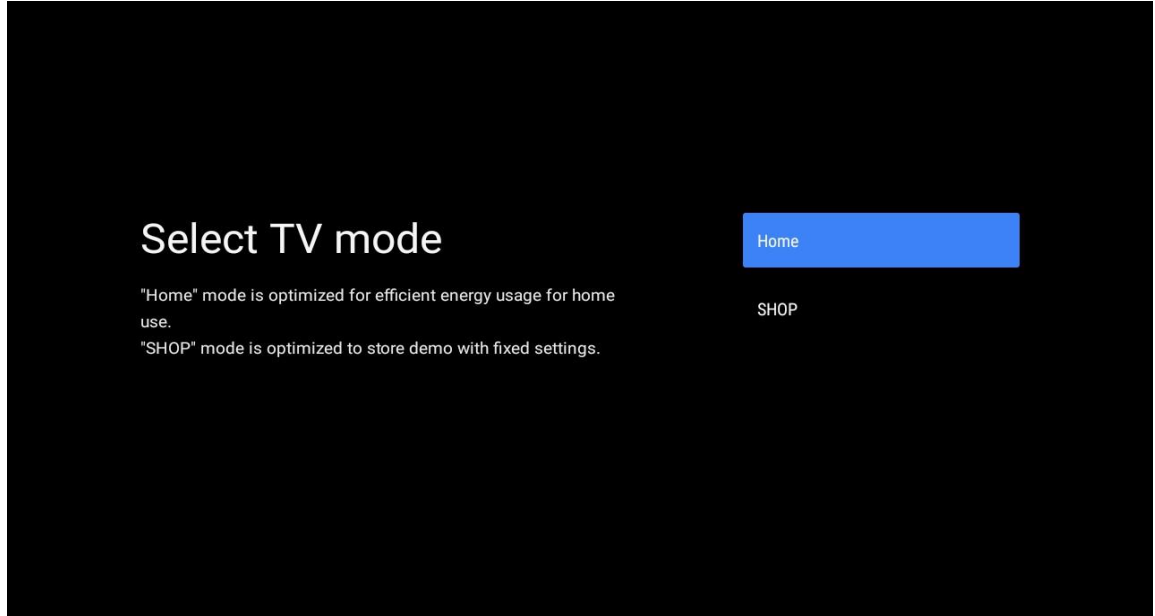 Select TV mode
"Home" mode is optimized for efficient energy usage for home
use.
"SHOP" mode is optimized to store demo with fixed settings.
Home
SHOP